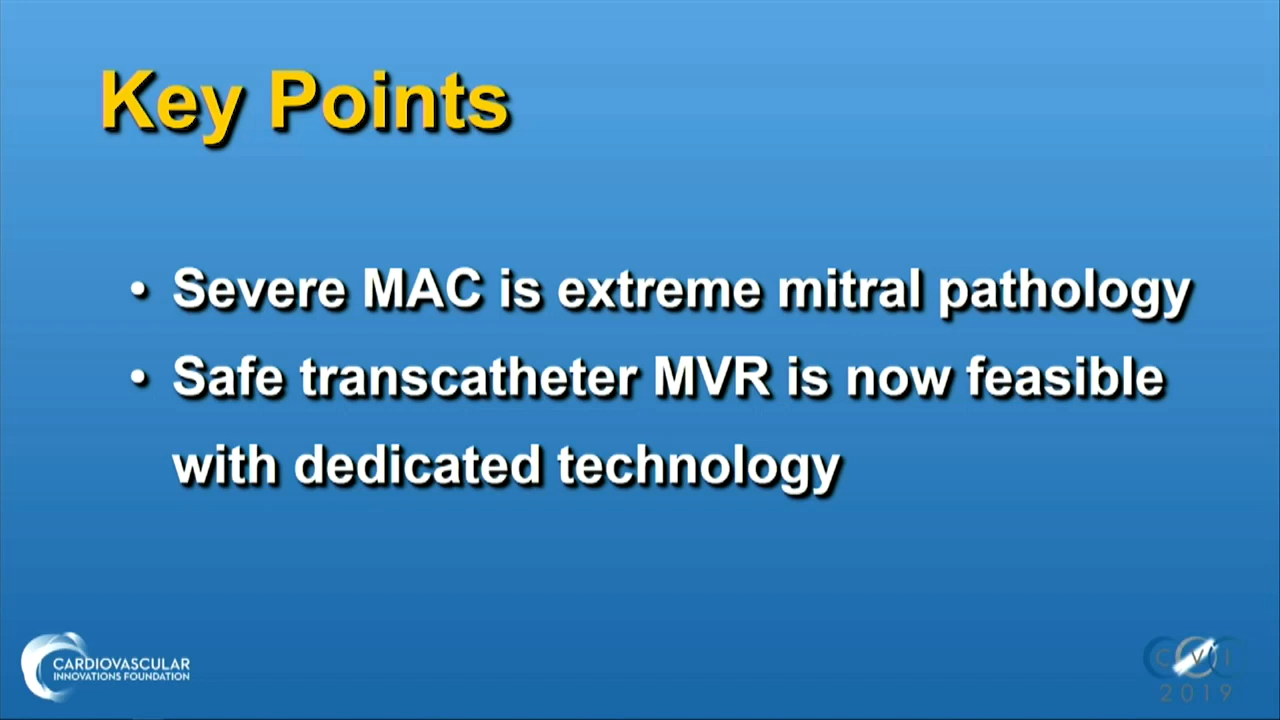 Key Points
• Severe MAC is extreme mitral pathology
• Safe transcatheter MVR is now feasible
with dedicated technology
CARDIOVASCULAR
INNOVATIONS FOUNDATION
CVI
2019